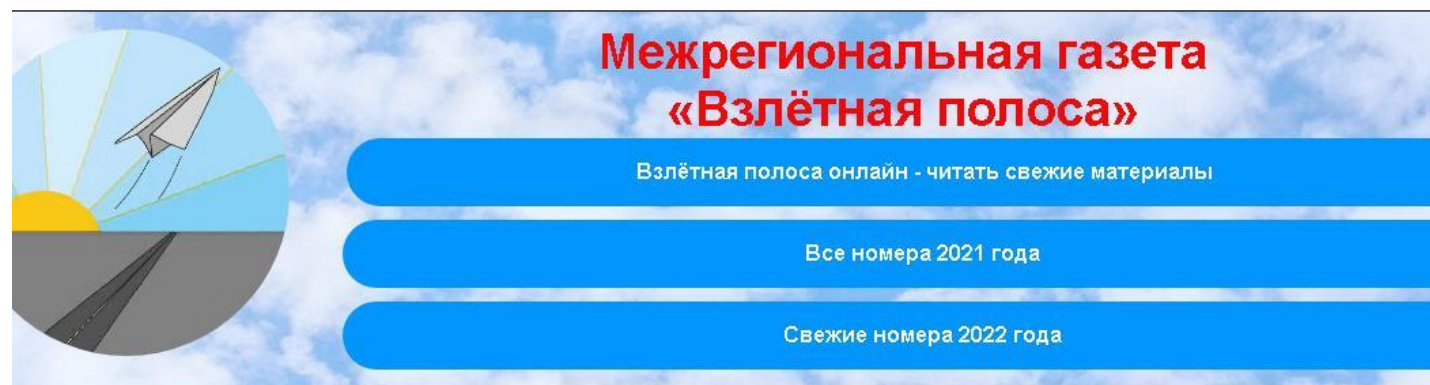 Межрегиональная газета
«Взлётная полоса»
Взлётная полоса онлайн - читать свежие материалы
Все номера 2021 года
Свежие номера 2022 года